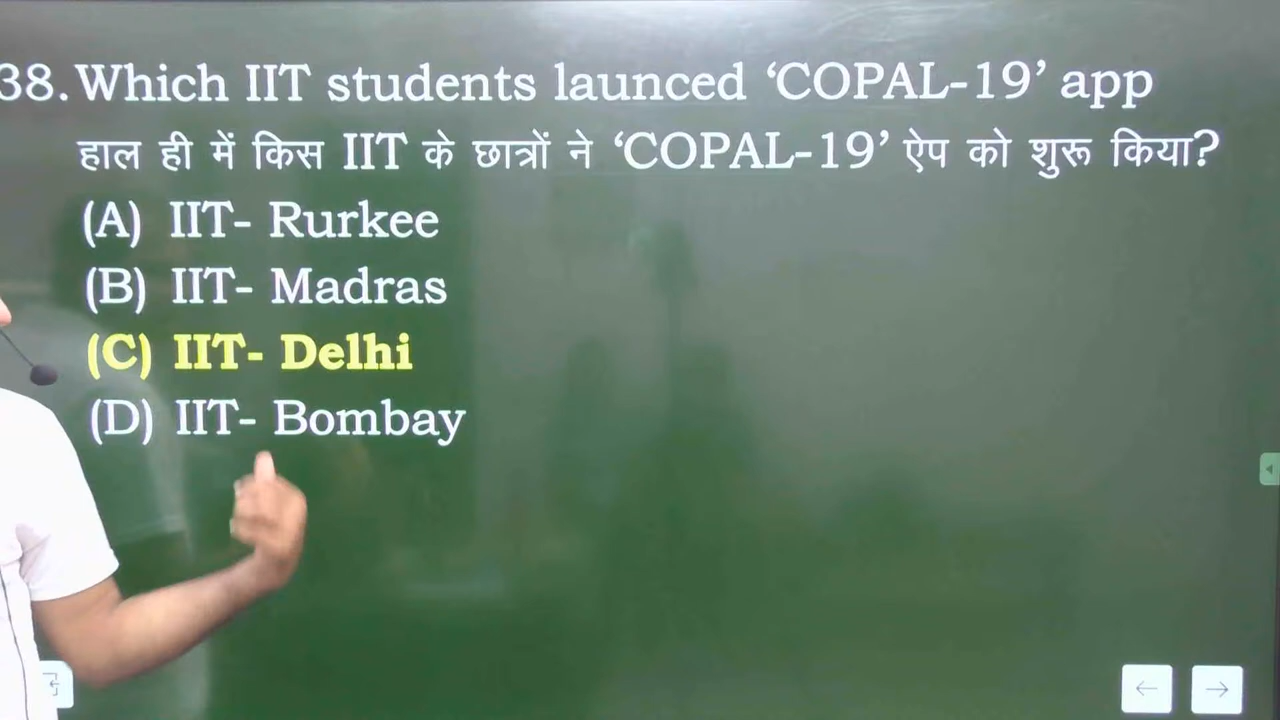 38. Which IIT students launced ‘COPAL-19’ app
हाल ही में किस IIT के छात्रों ने ‘COPAL-19’ ऐप को शुरू किया?
(A) IIT- Rurkee
(B) IIT- Madras
(C) IIT- Delhi
(D) IIT- Bombay